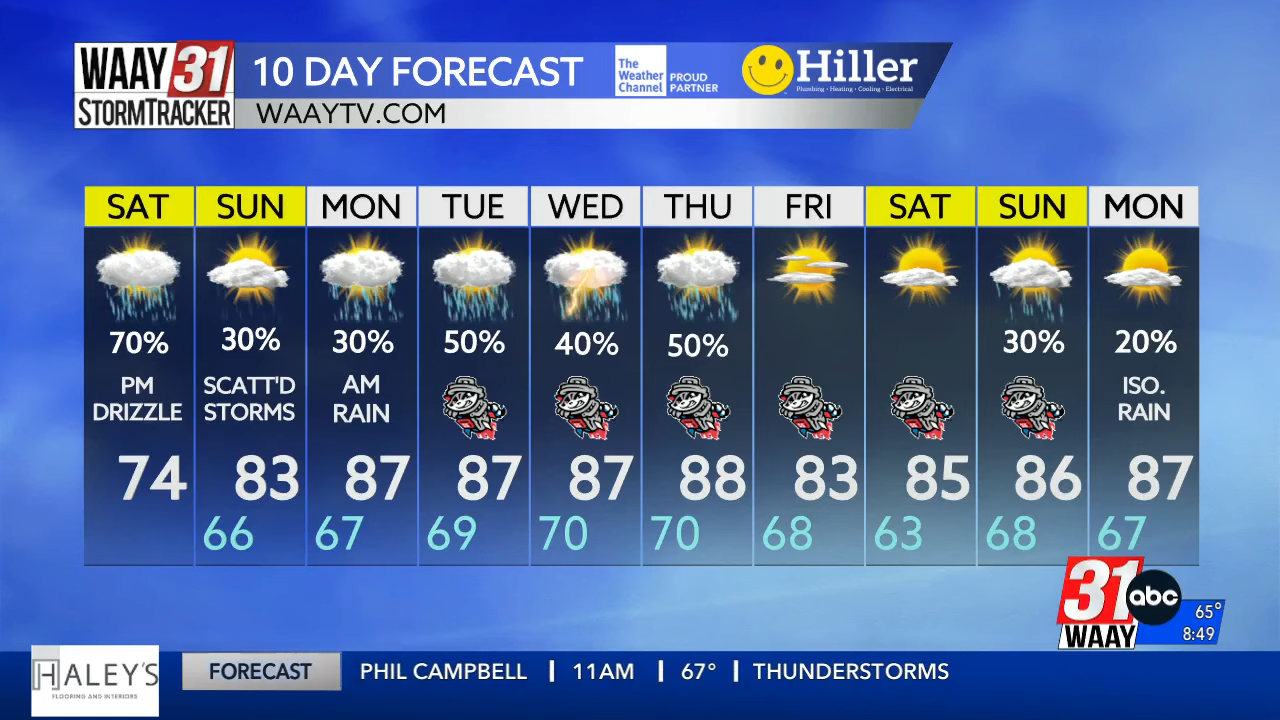 WAAY 31
STORMTRACKER
10 DAY FORECAST
WAAYTV.COM
The
Weather
Channel
PROUD
PARTNER
Hiller
Plumbing • Heating • Cooling • Electrical
SAT SUN MON TUE WED THU FRI SAT SUN MON
70% 30% 30% 50% 40% 50% 30% 20%
PM SCATT'D AM ISO.
DRIZZLE STORMS RAIN RAIN
74 83 87 87 87 88 83 85 86 87
66 67 69 70 70 68 63 68 67
31 abc
WAAY
65°
8:49
HALEY'S
FLOORING AND INTERIORS
FORECAST PHIL CAMPBELL | 11AM | 67° | THUNDERSTORMS